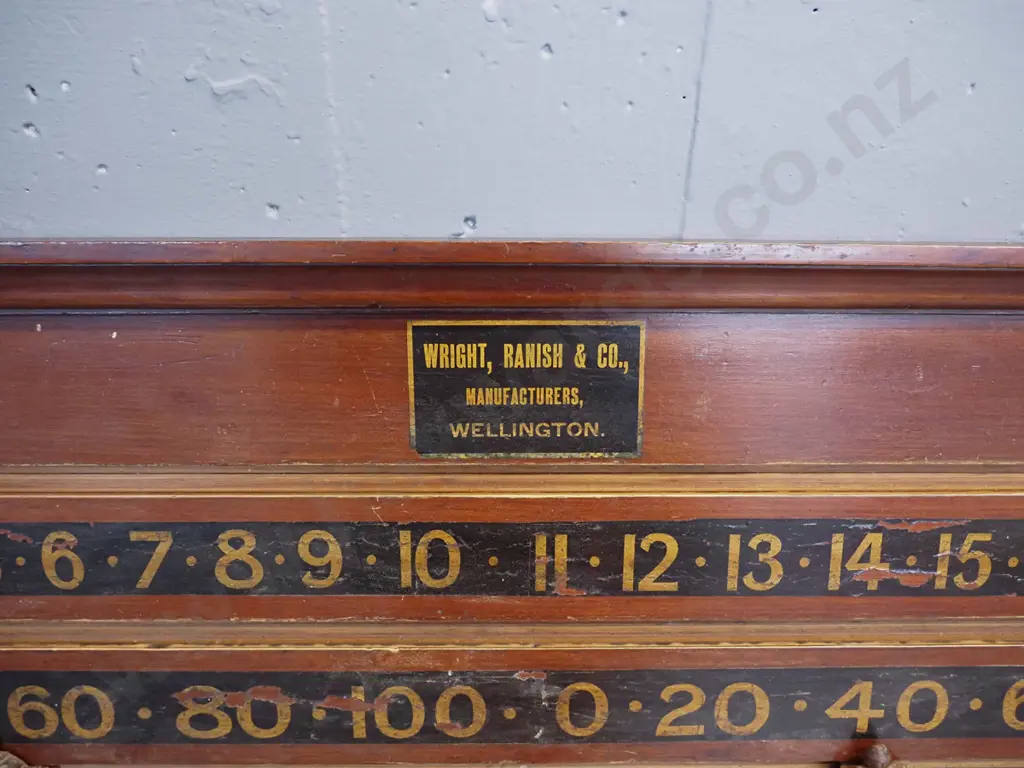 co.nz
WRIGHT, RANISH & CO.,
MANUFACTURERS,
WELLINGTON.
6 · 7 · 8 · 9 · 10 · 11 · 12 · 13 · 14 · 15 ·
60 · 80 · 100 · 0 · 20 · 40 · 6